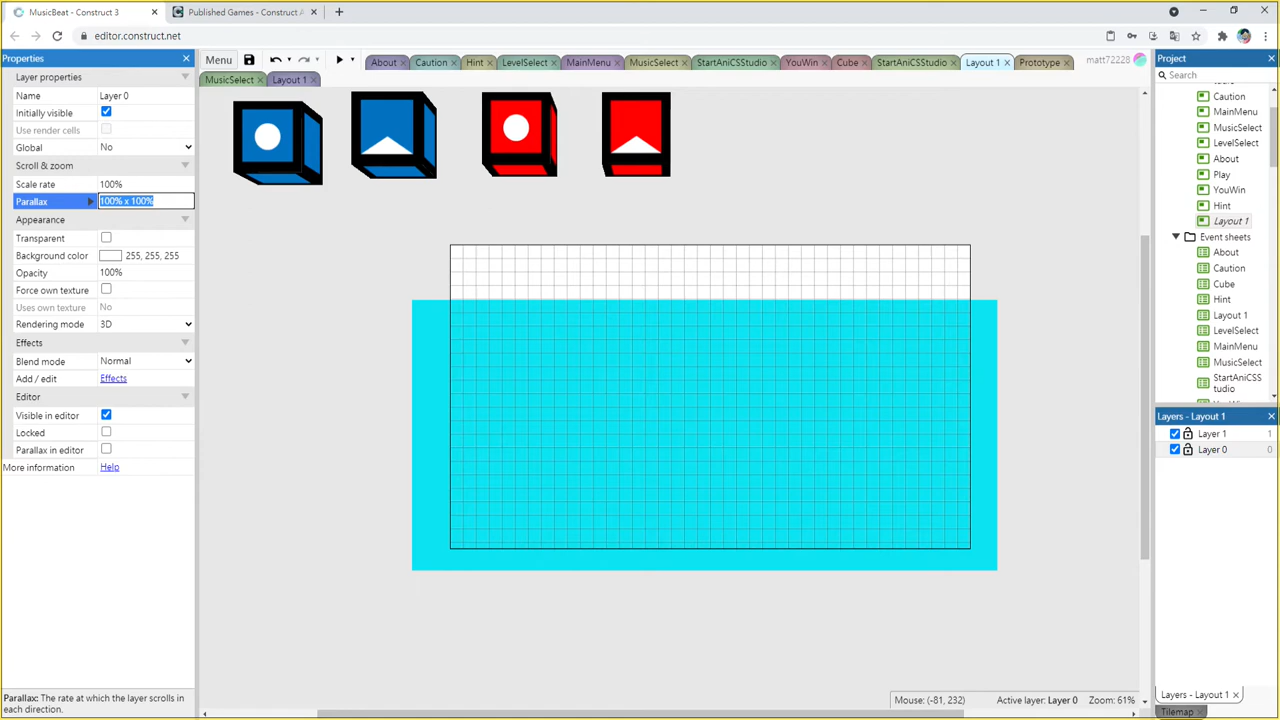 MusicBeat - Construct 3
Published Games - Construct A
editor.construct.net
Properties
Layer properties
Name Layer 0
Initially visible
Use render cells
Global No
Scroll & zoom
Scale rate 100%
Parallax 100% x 100%
Appearance
Transparent
Background color 255, 255, 255
Opacity 100%
Force own texture
Uses own texture No
Rendering mode 3D
Effects
Blend mode Normal
Add / edit Effects
Editor
Visible in editor
Locked
Parallax in editor
More information Help
Parallax: The rate at which the layer scrolls in
each direction.
Menu
About Caution Hint LevelSelect MainMenu MusicSelect StartAniCSStudio YouWin Cube StartAniCSStudio Layout 1 Prototype
matt72228
MusicSelect Layout 1
Mouse: (-81, 232) Active layer: Layer 0 Zoom: 61%
Project
Search
Caution
MainMenu
MusicSelect
LevelSelect
About
Play
YouWin
Hint
Layout 1
Event sheets
About
Caution
Cube
Hint
Layout 1
LevelSelect
MainMenu
MusicSelect
StartAniCSS
tudio
Layers - Layout 1
Layer 1 1
Layer 0 0
Layers - Layout 1
Tilemap